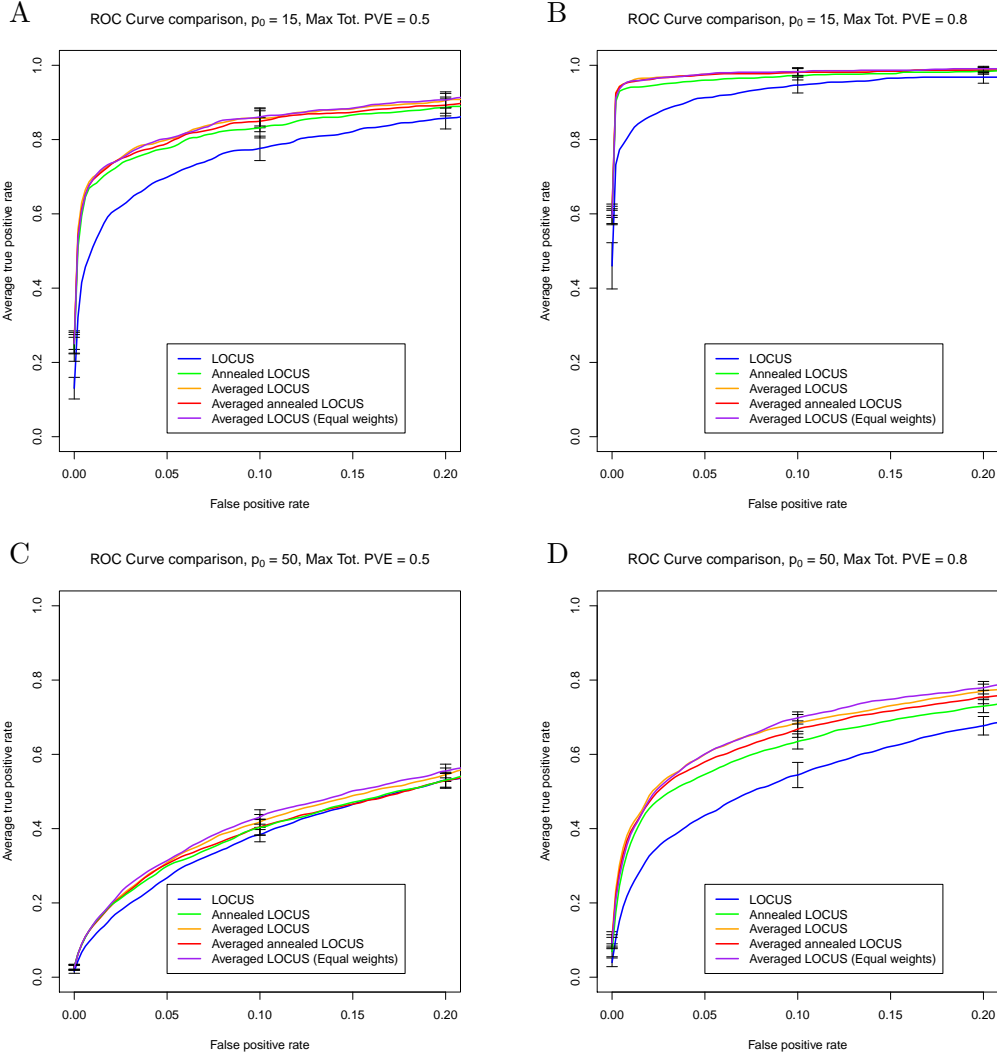 A
ROC Curve comparison, p0 = 15, Max Tot. PVE = 0.5
Average true positive rate
1.0
0.8
0.6
0.4
0.2
0.0
LOCUS
Annealed LOCUS
Averaged LOCUS
Averaged annealed LOCUS
Averaged LOCUS (Equal weights)
0.00 0.05 0.10 0.15 0.20
False positive rate
B
ROC Curve comparison, p0 = 15, Max Tot. PVE = 0.8
Average true positive rate
1.0
0.8
0.6
0.4
0.2
0.0
LOCUS
Annealed LOCUS
Averaged LOCUS
Averaged annealed LOCUS
Averaged LOCUS (Equal weights)
0.00 0.05 0.10 0.15 0.20
False positive rate
C
ROC Curve comparison, p0 = 50, Max Tot. PVE = 0.5
Average true positive rate
1.0
0.8
0.6
0.4
0.2
0.0
LOCUS
Annealed LOCUS
Averaged LOCUS
Averaged annealed LOCUS
Averaged LOCUS (Equal weights)
0.00 0.05 0.10 0.15 0.20
False positive rate
D
ROC Curve comparison, p0 = 50, Max Tot. PVE = 0.8
Average true positive rate
1.0
0.8
0.6
0.4
0.2
0.0
LOCUS
Annealed LOCUS
Averaged LOCUS
Averaged annealed LOCUS
Averaged LOCUS (Equal weights)
0.00 0.05 0.10 0.15 0.20
False positive rate